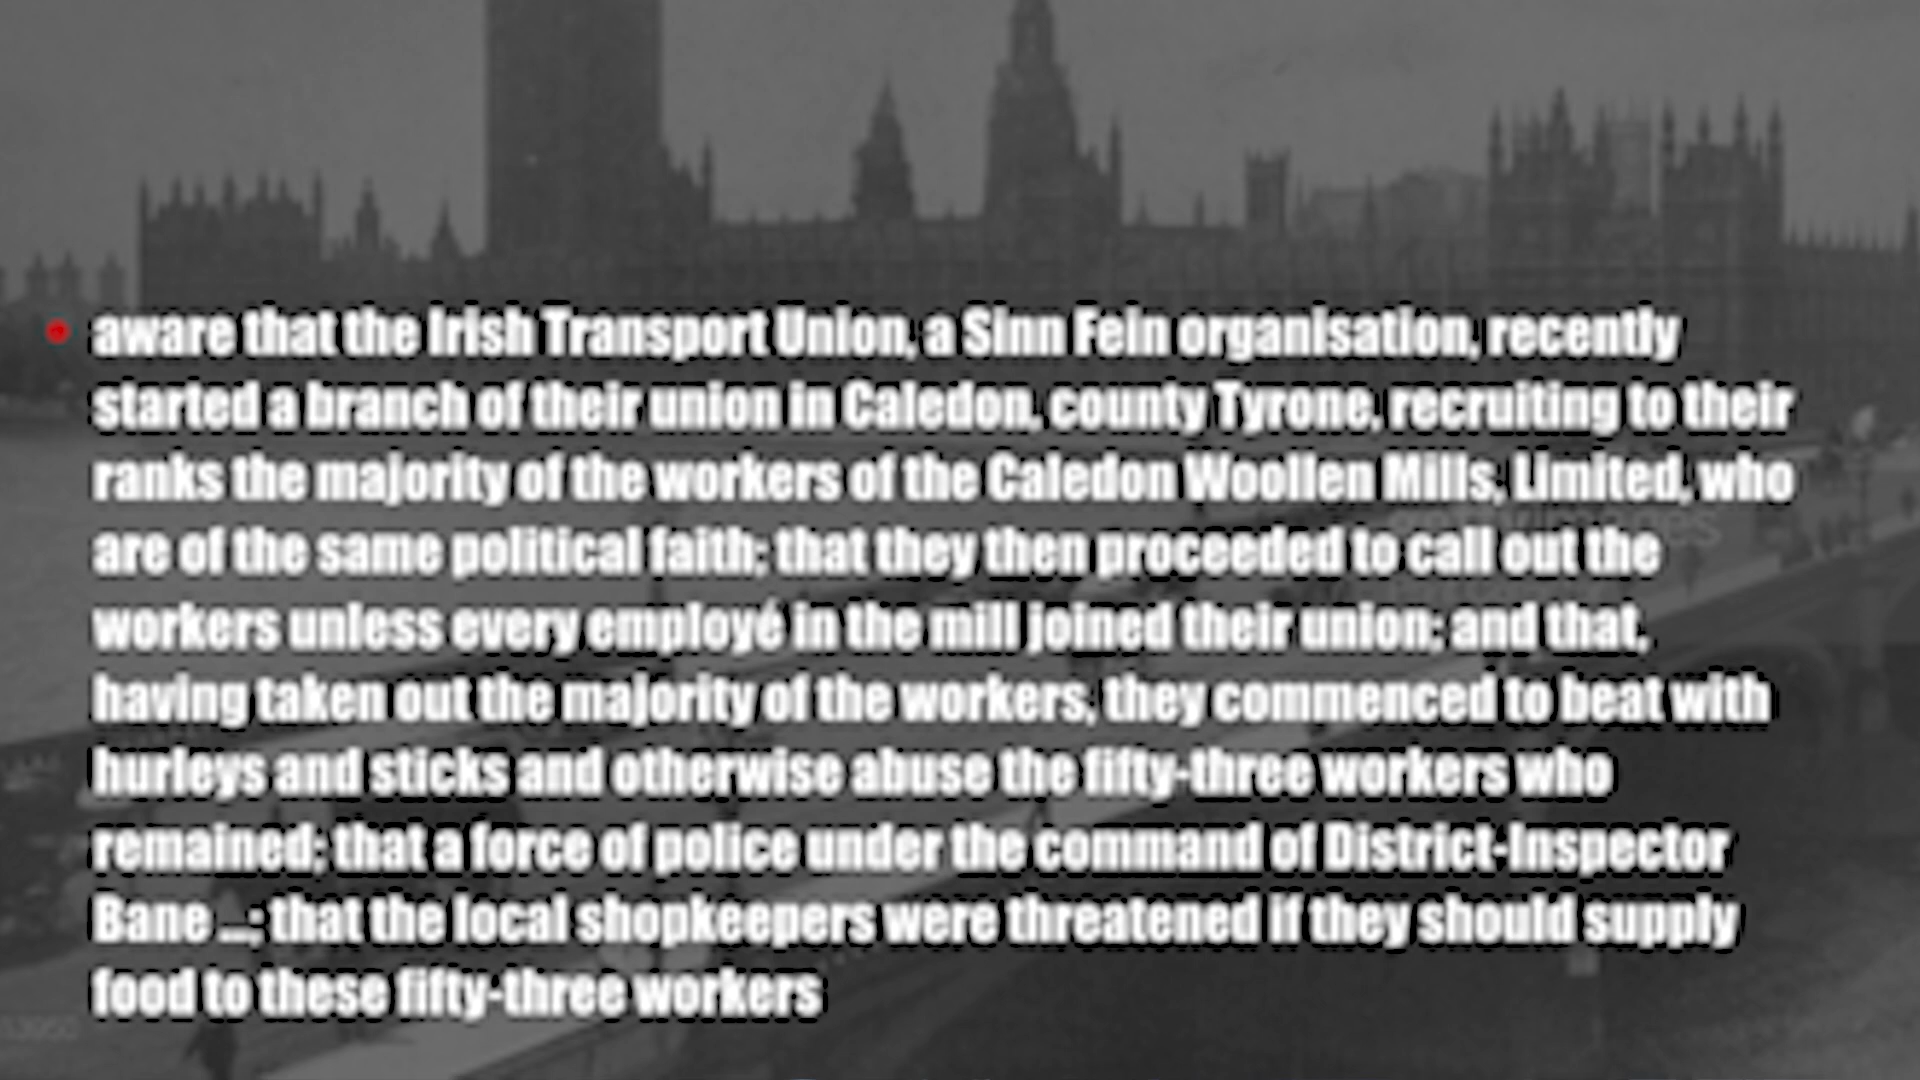 aware that the Irish Transport Union, a Sinn Fein organisation, recently
started a branch of their union in Caledon, county Tyrone, recruiting to their
ranks the majority of the workers of the Caledon Woollen Mills, Limited, who
are of the same political faith; that they then proceeded to call out the
workers unless every employé in the mill joined their union; and that,
having taken out the majority of the workers, they commenced to beat with
hurleys and sticks and otherwise abuse the fifty-three workers who
remained; that a force of police under the command of District-Inspector
Bane ...; that the local shopkeepers were threatened if they should supply
food to these fifty-three workers